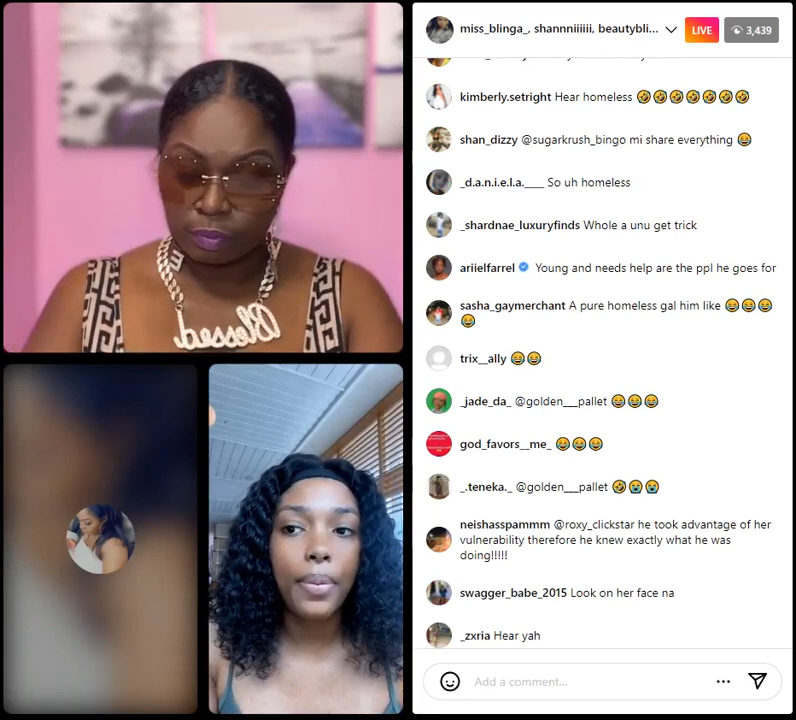 miss_blinga_, shannniiiiii, beautybli...
LIVE
3,439
kimberly.setright Hear homeless 🤣🤣🤣🤣🤣🤣🤣
shan_dizzy @sugarkrush_bingo mi share everything 😂
_d.a.n.i.e.l.a.____ So uh homeless
_shardnae_luxuryfinds Whole a unu get trick
ariielfarrel Young and needs help are the ppl he goes for
sasha_gaymerchant A pure homeless gal him like 😂😂😂
😂
trix__ally 😂😂
_jade_da_ @golden___pallet 😂😂😂
god_favors__me_ 😂😂😂
_.teneka._ @golden___pallet 🤣😭😭
neishasspammm @roxy_clickstar he took advantage of her
vulnerability therefore he knew exactly what he was
doing!!!!!
swagger_babe_2015 Look on her face na
_zxria Hear yah
Add a comment...
Blessed